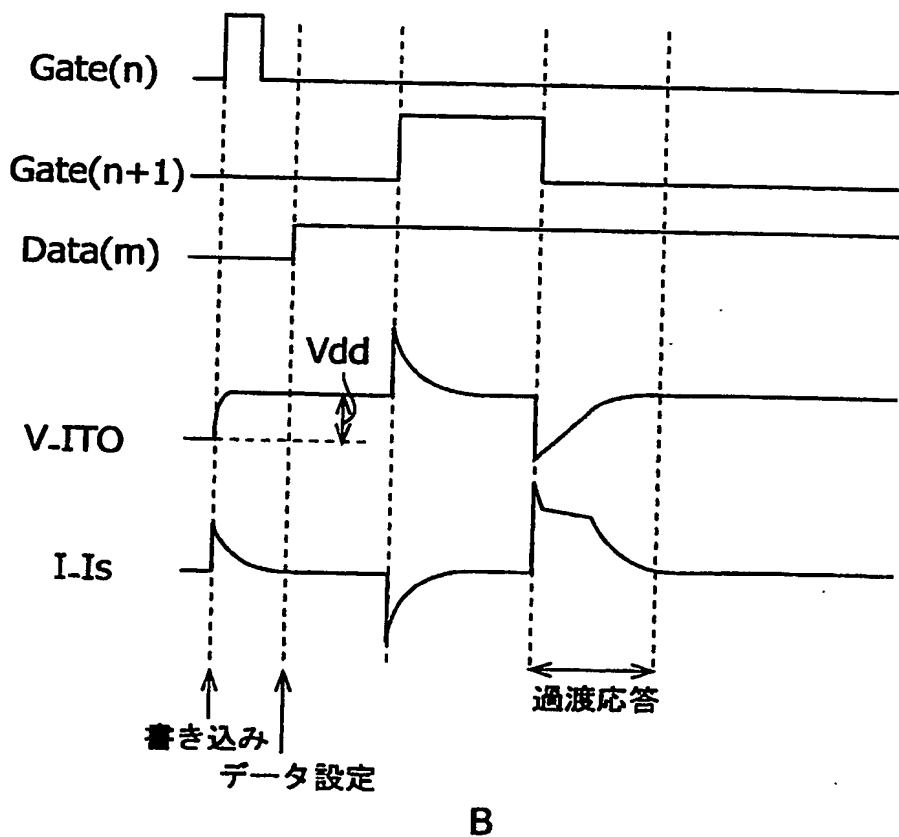 Gate(n)
Gate(n+1)
Data(m)
Vdd
V-ITO
I-Is
過渡応答
書き込み
データ設定
B